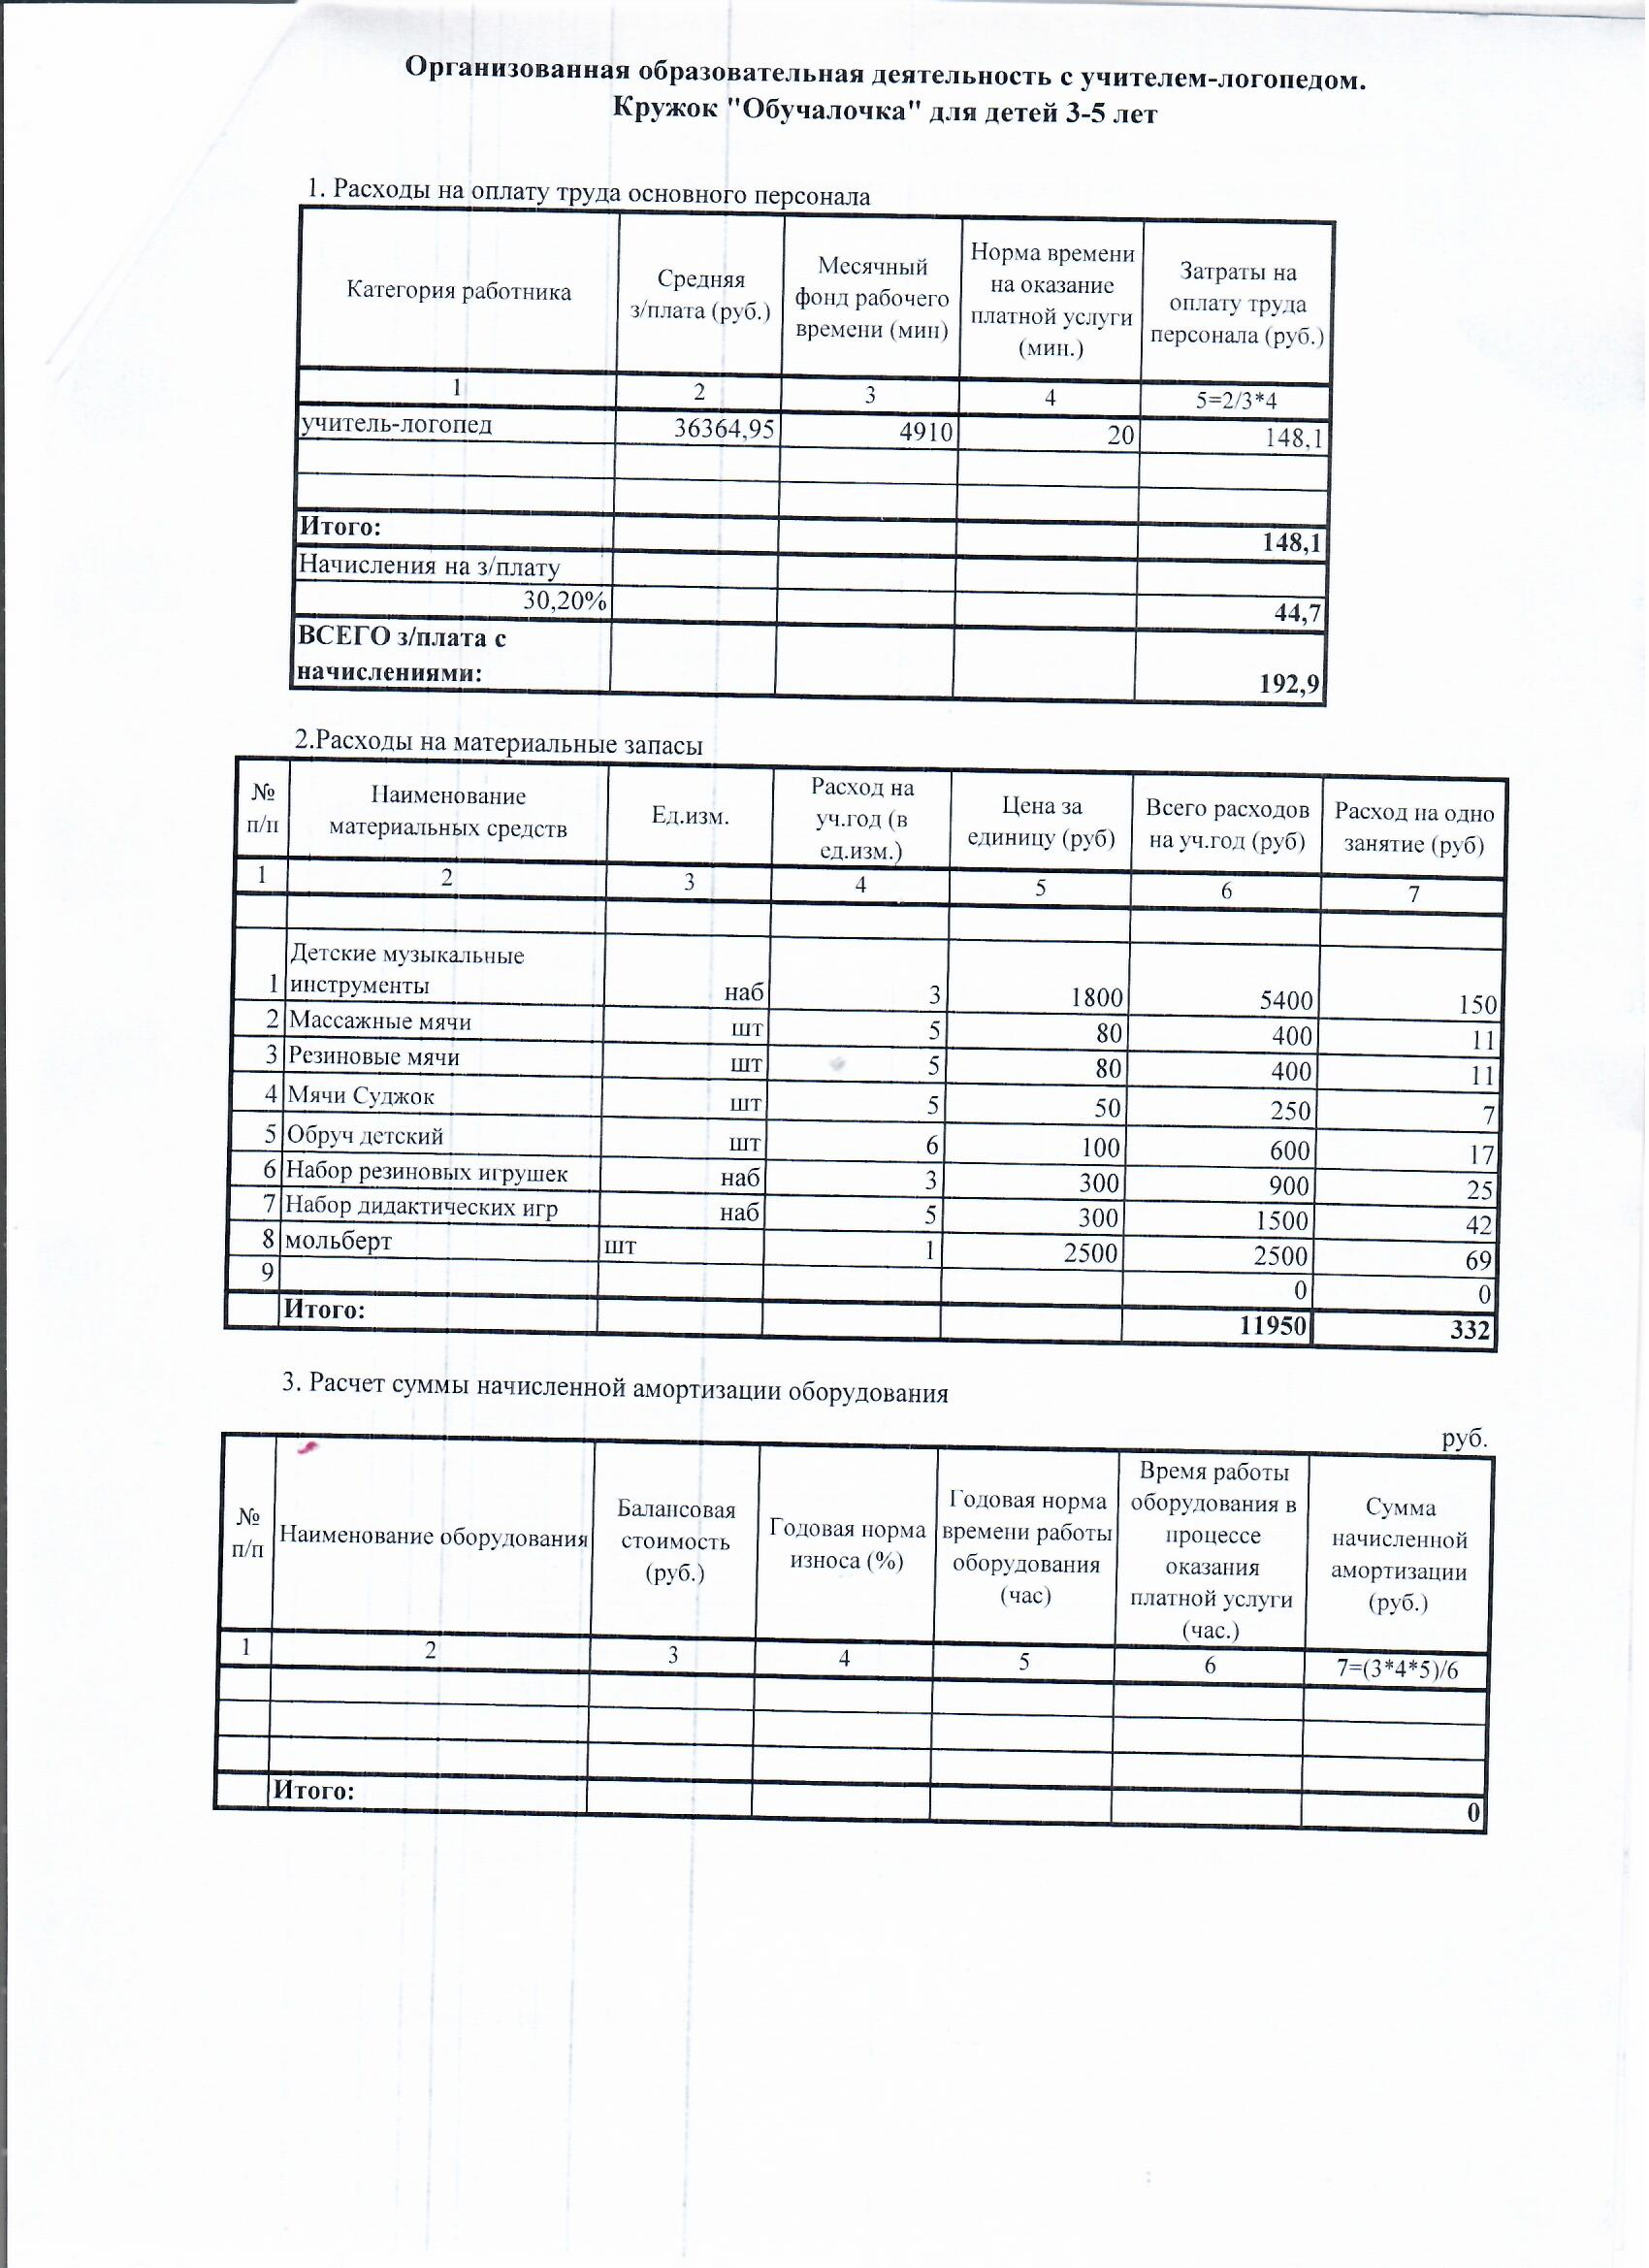 Организованная образовательная деятельность с учителем-логопедом.
Кружок "Обучалочка" для детей 3-5 лет
1. Расходы на оплату труда основного персонала
Категория работника
Средняя
з/плата (руб.)
Месячный
фонд рабочего
времени (мин)
Норма времени
на оказание
платной услуги
(мин.)
Затраты на
оплату труда
персонала (руб.)
1 2 3 4 5=2/3*4
учитель-логопед 36364,95 4910 20 148,1
Итого: 148,1
Начисления на з/плату
30,20% 44,7
ВСЕГО з/плата с
начислениями: 192,9
2.Расходы на материальные запасы
№
п/п
Наименование
материальных средств
Ед.изм.
Расход на
уч.год (в
ед.изм.)
Цена за
единицу (руб)
Всего расходов
на уч.год (руб)
Расход на одно
занятие (руб)
1 2 3 4 5 6 7
Детские музыкальные
1 инструменты наб 3 1800 5400 150
2 Массажные мячи шт 5 80 400 11
3 Резиновые мячи шт 5 80 400 11
4 Мячи Суджок шт 5 50 250 7
5 Обруч детский шт 6 100 600 17
6 Набор резиновых игрушек наб 3 300 900 25
7 Набор дидактических игр наб 5 300 1500 42
8 мольберт шт 1 2500 2500 69
9 0 0
Итого: 11950 332
3. Расчет суммы начисленной амортизации оборудования
руб.
№
п/п
Наименование оборудования
Балансовая
стоимость
(руб.)
Годовая норма
износа (%)
Годовая норма
времени работы
оборудования
(час)
Время работы
оборудования в
процессе
оказания
платной услуги
(час.)
Сумма
начисленной
амортизации
(руб.)
1 2 3 4 5 6 7=(3*4*5)/6
Итого: 0